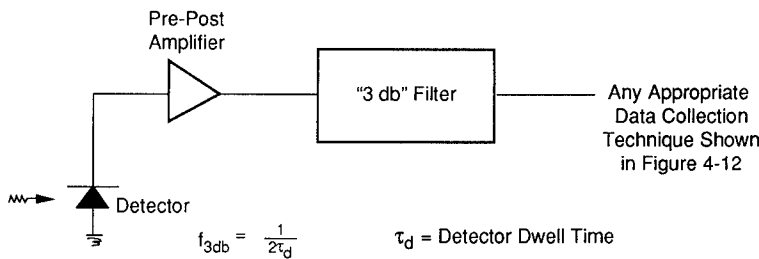 Pre-Post
Amplifier
"3 db" Filter
Any Appropriate
Data Collection
Technique Shown
in Figure 4-12
Detector
f3db = 1/2τd
τd = Detector Dwell Time